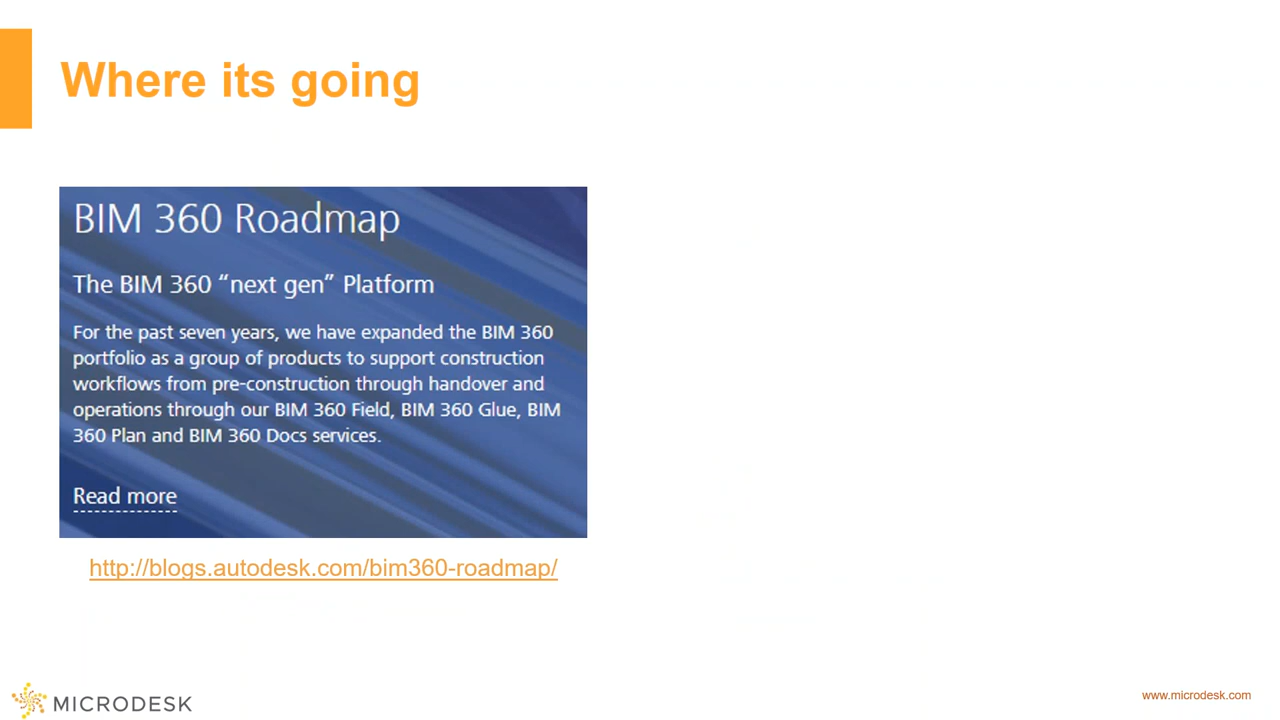 Where its going
BIM 360 Roadmap
The BIM 360 “next gen” Platform
For the past seven years, we have expanded the BIM 360
portfolio as a group of products to support construction
workflows from pre-construction through handover and
operations through our BIM 360 Field, BIM 360 Glue, BIM
360 Plan and BIM 360 Docs services.
Read more
http://blogs.autodesk.com/bim360-roadmap/
MICRODESK
www.microdesk.com